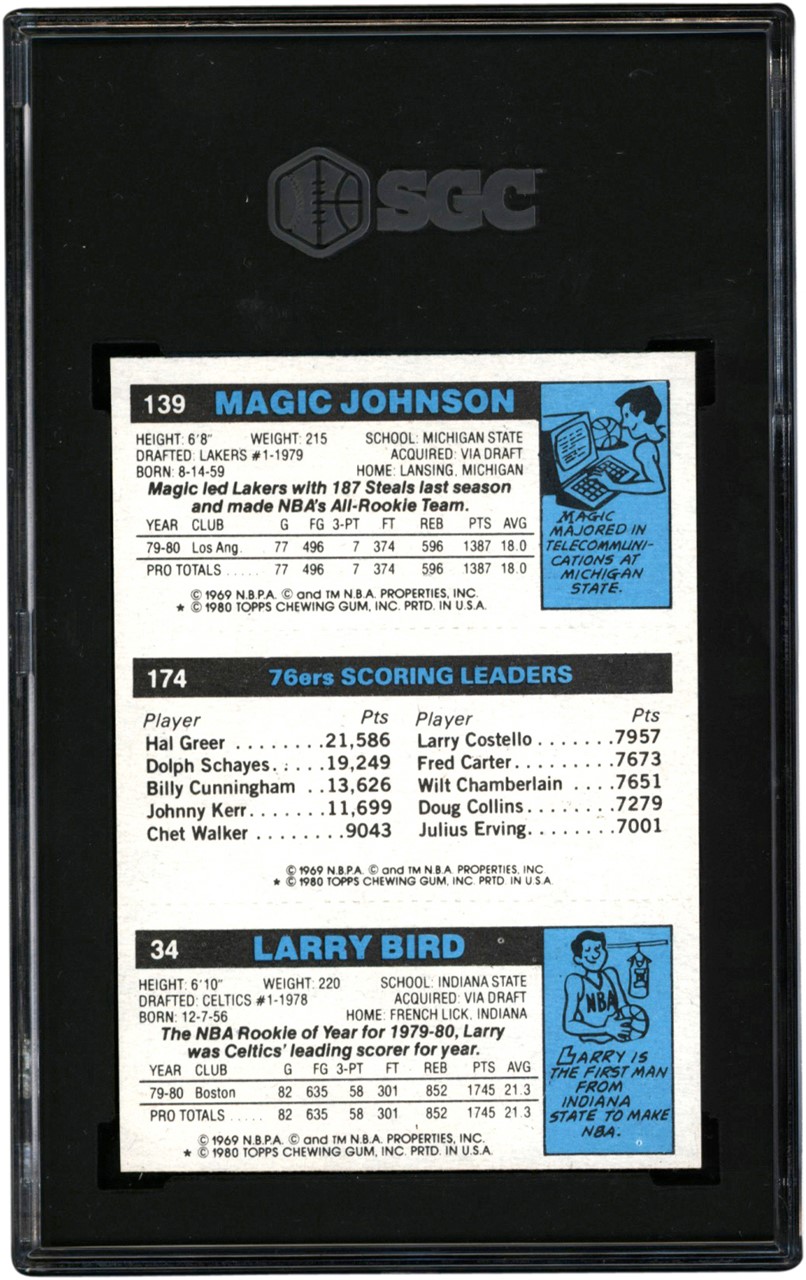 SGC
139 MAGIC JOHNSON
HEIGHT: 6'8" WEIGHT: 215 SCHOOL: MICHIGAN STATE
DRAFTED: LAKERS #1-1979 ACQUIRED: VIA DRAFT
BORN: 8-14-59 HOME: LANSING, MICHIGAN
Magic led Lakers with 187 Steals last season
and made NBA's All-Rookie Team.
YEAR CLUB G FG 3-PT FT REB PTS AVG
79-80 Los Ang. 77 496 7 374 596 1387 18.0
PRO TOTALS ..... 77 496 7 374 596 1387 18.0
© 1969 N.B.P.A. © and TM N.B.A. PROPERTIES, INC.
★ © 1980 TOPPS CHEWING GUM, INC. PRTD. IN U.S.A.
MAGIC
MAJORED IN
TELECOMMUNI-
CATIONS AT
MICHIGAN
STATE.
174 76ers SCORING LEADERS
Player Pts Player Pts
Hal Greer ........21,586 Larry Costello.......7957
Dolph Schayes.....19,249 Fred Carter.........7673
Billy Cunningham ..13,626 Wilt Chamberlain ....7651
Johnny Kerr.......11,699 Doug Collins........7279
Chet Walker ........9043 Julius Erving........7001
© 1969 N.B.P.A. © and TM N.B.A. PROPERTIES, INC.
★ © 1980 TOPPS CHEWING GUM, INC. PRTD. IN U.S.A.
34 LARRY BIRD
HEIGHT: 6'10" WEIGHT: 220 SCHOOL: INDIANA STATE
DRAFTED: CELTICS #1-1978 ACQUIRED: VIA DRAFT
BORN: 12-7-56 HOME: FRENCH LICK, INDIANA
The NBA Rookie of Year for 1979-80, Larry
was Celtics' leading scorer for year.
YEAR CLUB G FG 3-PT FT REB PTS AVG
79-80 Boston 82 635 58 301 852 1745 21.3
PRO TOTALS ..... 82 635 58 301 852 1745 21.3
© 1969 N.B.P.A. © and TM N.B.A. PROPERTIES, INC.
★ © 1980 TOPPS CHEWING GUM, INC. PRTD. IN U.S.A.
NBA
LARRY IS
THE FIRST MAN
FROM
INDIANA
STATE TO MAKE
NBA.